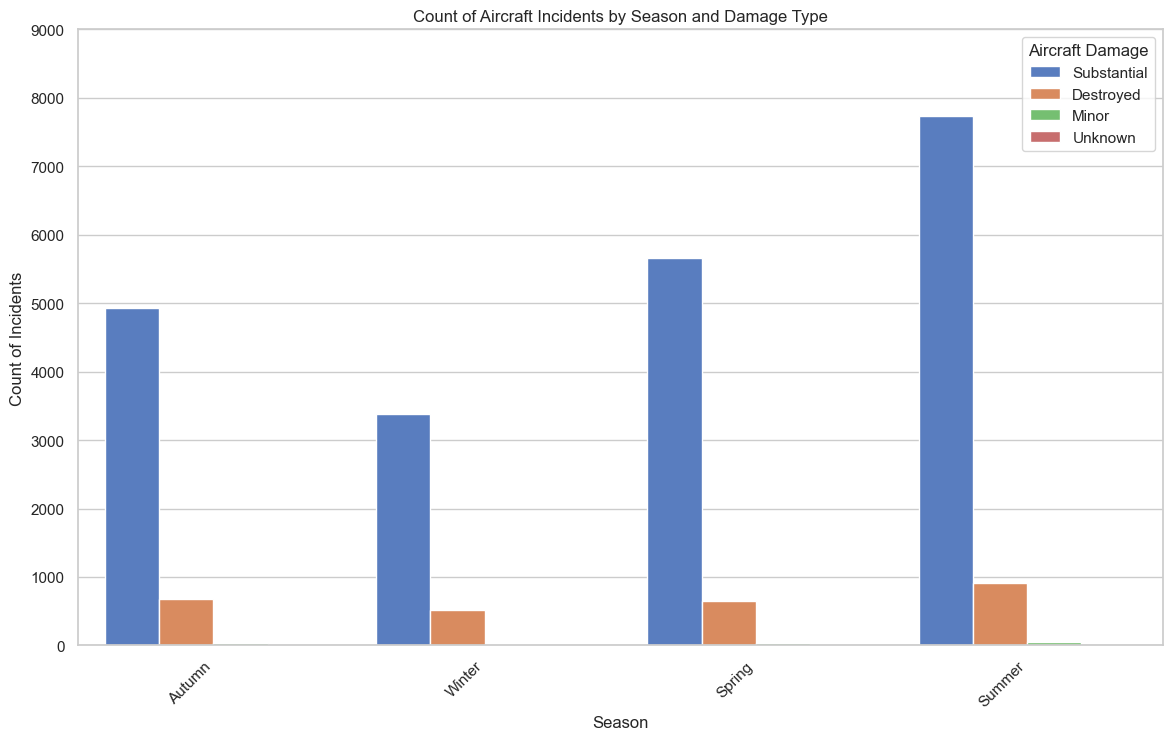 Count of Aircraft Incidents by Season and Damage Type
9000
8000
7000
6000
5000
4000
3000
2000
1000
0
Count of Incidents
Aircraft Damage
Substantial
Destroyed
Minor
Unknown
Autumn
Winter
Spring
Summer
Season